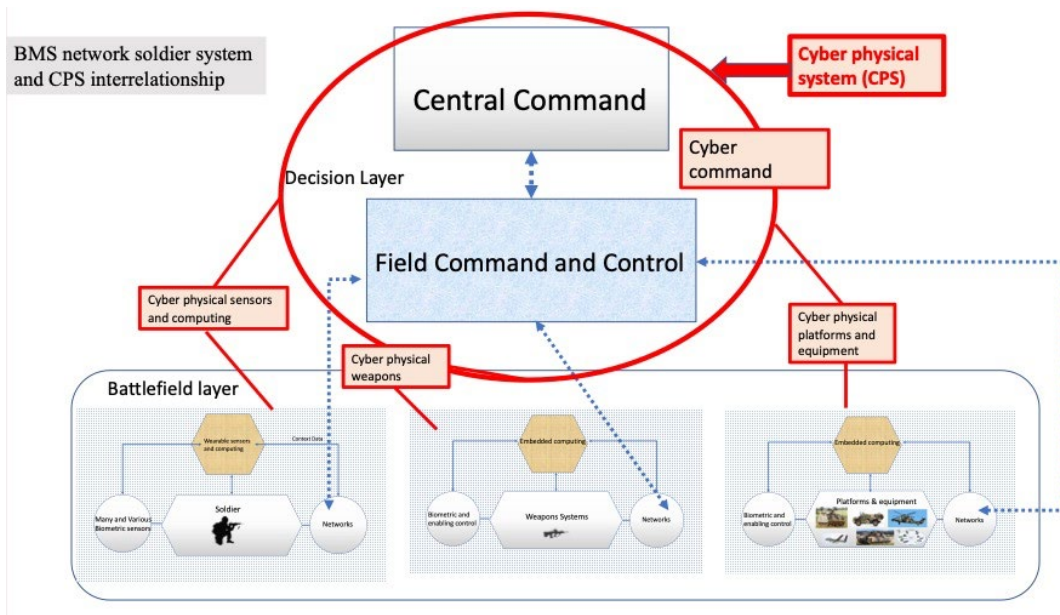 BMS network soldier system
and CPS interrelationship
Central Command
Cyber physical
system (CPS)
Cyber
command
Decision Layer
Field Command and Control
Cyber physical sensors
and computing
Cyber physical
weapons
Cyber physical
platforms and
equipment
Battlefield layer
Wearable sensors
and computing
Context Data
Many and Various
Biometric sensors
Soldier
Networks
Embedded computing
Biometric and
enabling control
Weapons Systems
Networks
Embedded computing
Biometric and
enabling control
Platforms & equipment
Networks